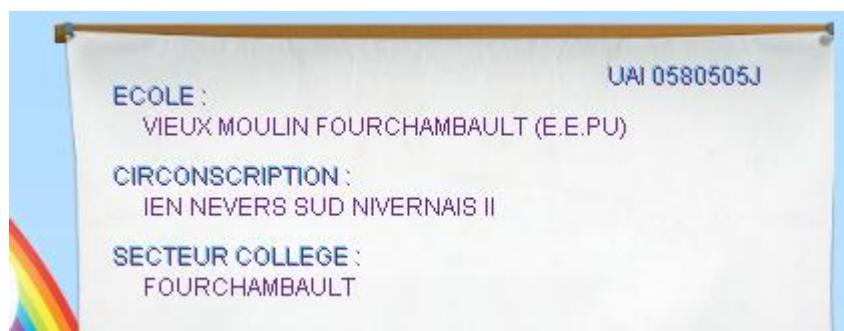 UAI 0580505J
ECOLE :
VIEUX MOULIN FOURCHAMBAULT (E.E.PU)
CIRCONSCRIPTION :
IEN NEVERS SUD NIVERNAIS II
SECTEUR COLLEGE :
FOURCHAMBAULT